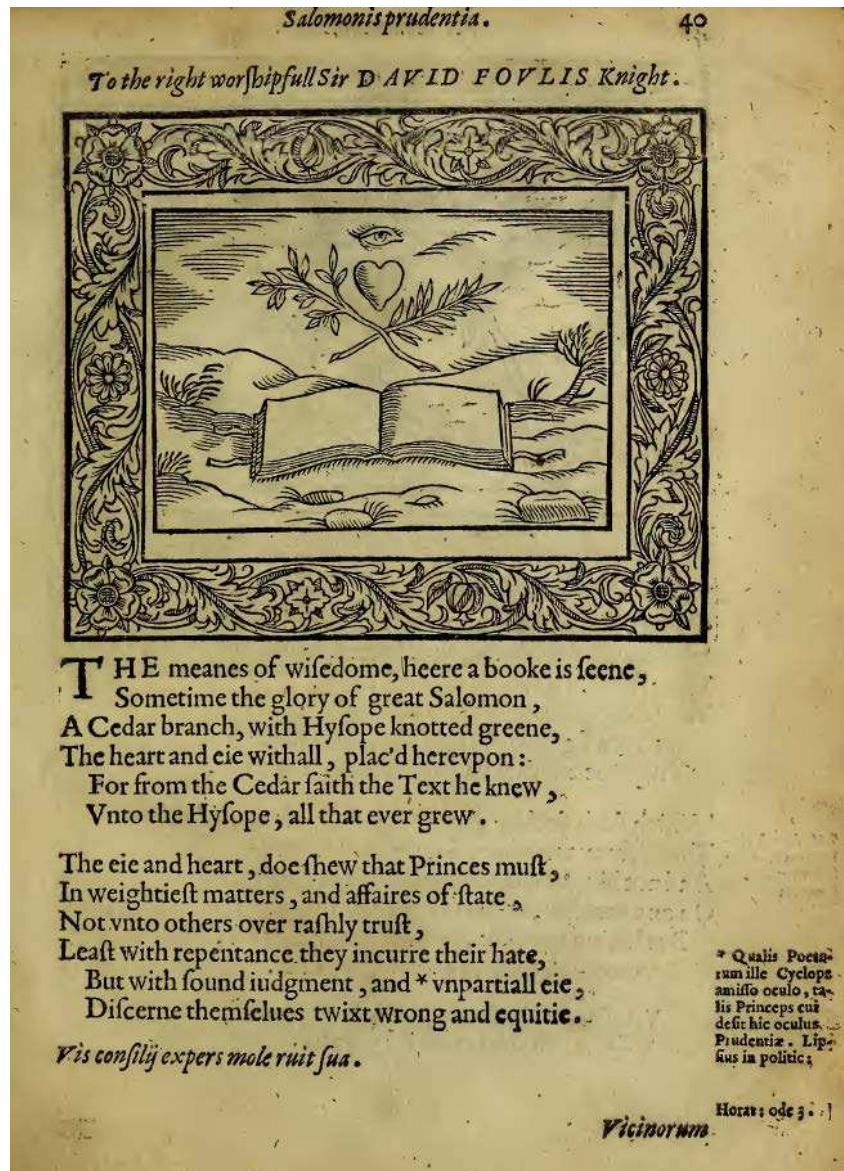 Salomonis prudentia. 40
To the right worſhipfull Sir DAVID FOVLIS Knight.
THE meanes of wiſedome, heere a booke is ſeene,
Sometime the glory of great Salomon,
A Cedar branch, with Hyſope knotted greene,
The heart and eie withall, plac'd herevpon:
For from the Cedar ſaith the Text he knew,
Vnto the Hyſope, all that ever grew.
The eie and heart, doe ſhew that Princes muſt,
In weightieſt matters, and affaires of ſtate,
Not vnto others over raſhly truſt,
Leaſt with repentance they incurre their hate,
But with ſound iudgment, and * vnpartiall eie,
Diſcerne themſelues twixt wrong and equitie.
Vis conſilij expers mole ruit ſua.
* Qualis Poeta-
rum ille Cyclops
amiſſo oculo, ta-
lis Princeps cui
deſit hic oculus
Prudentiæ. Lip-
ſius in politic;
Horat: ode 3.
Vicinorum